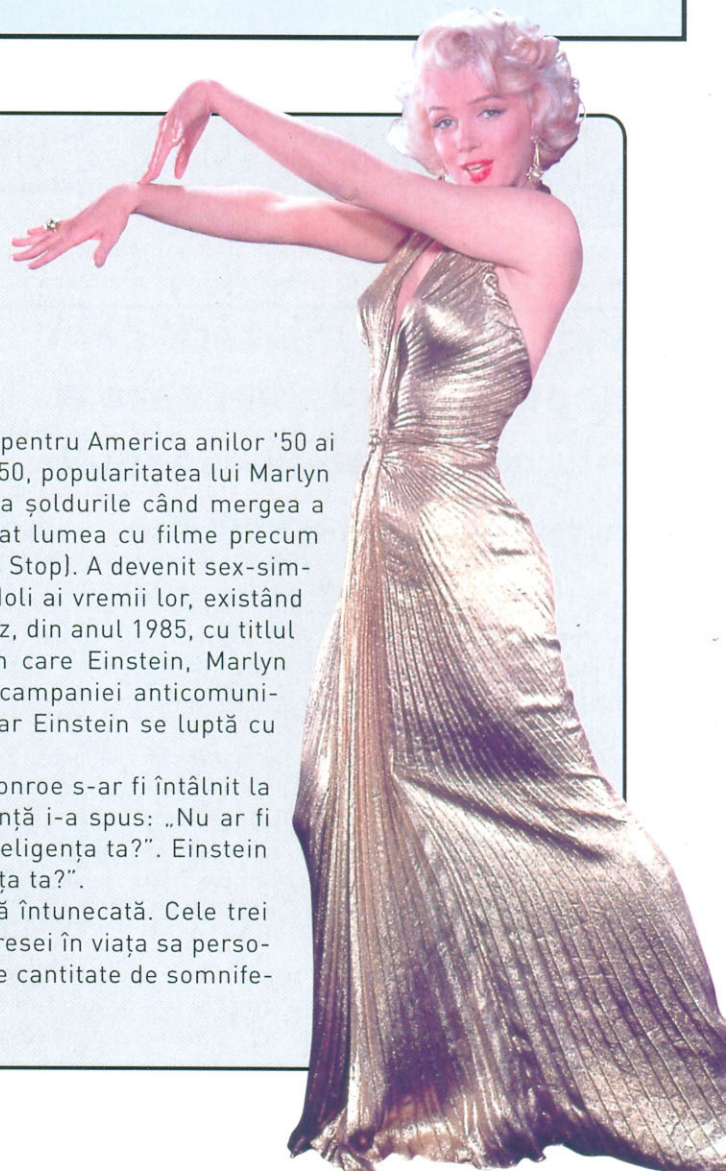 pentru America anilor '50 ai
50, popularitatea lui Marlyn
a șoldurile când mergea a
at lumea cu filme precum
Stop). A devenit sex-sim-
doli ai vremii lor, existând
z, din anul 1985, cu titlul
n care Einstein, Marlyn
campaniei anticomuni-
ar Einstein se luptă cu
onroe s-ar fi întâlnit la
nță i-a spus: „Nu ar fi
eligența ta?”. Einstein
ța ta?”.
ă întunecată. Cele trei
resei în viața sa perso-
e cantitate de somnife-